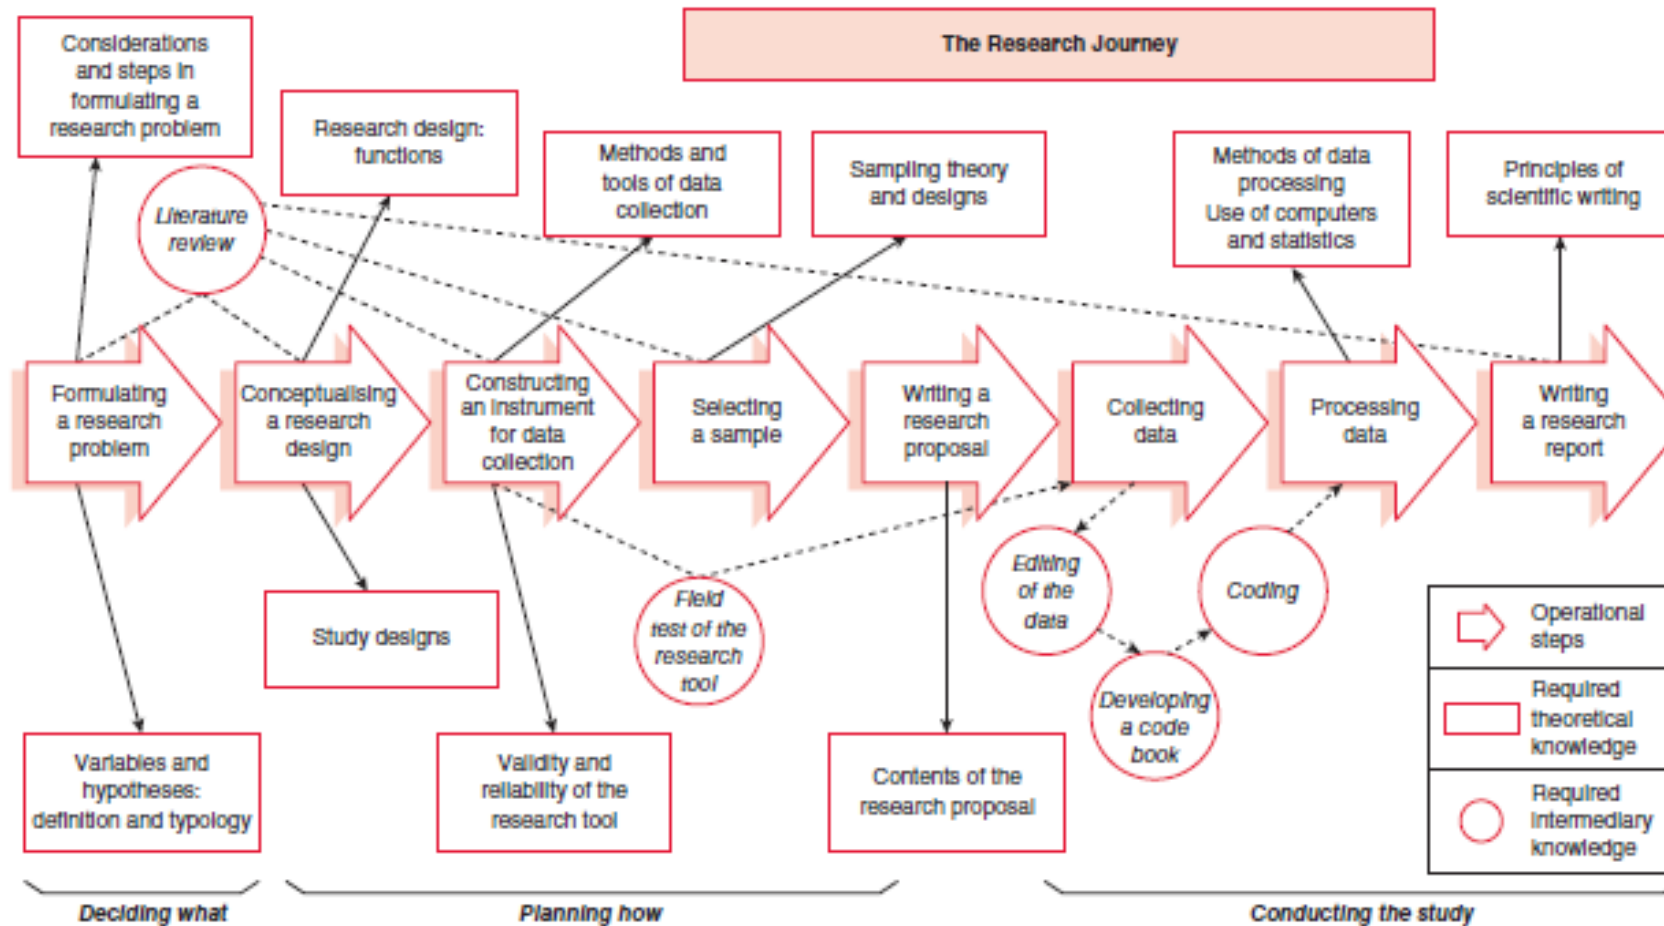 The Research Journey
Considerations
and steps in
formulating a
research problem
Research design:
functions
Methods and
tools of data
collection
Sampling theory
and designs
Methods of data
processing
Use of computers
and statistics
Principles of
scientific writing
Literature
review
Formulating
a research
problem
Conceptualising
a research
design
Constructing
an instrument
for data
collection
Selecting
a sample
Writing a
research
proposal
Collecting
data
Processing
data
Writing
a research
report
Study designs
Field
test of the
research
tool
Editing
of the
data
Developing
a code
book
Coding
Variables and
hypotheses:
definition and typology
Validity and
reliability of the
research tool
Contents of the
research proposal
Operational
steps
Required
theoretical
knowledge
Required
intermediary
knowledge
Deciding what
Planning how
Conducting the study